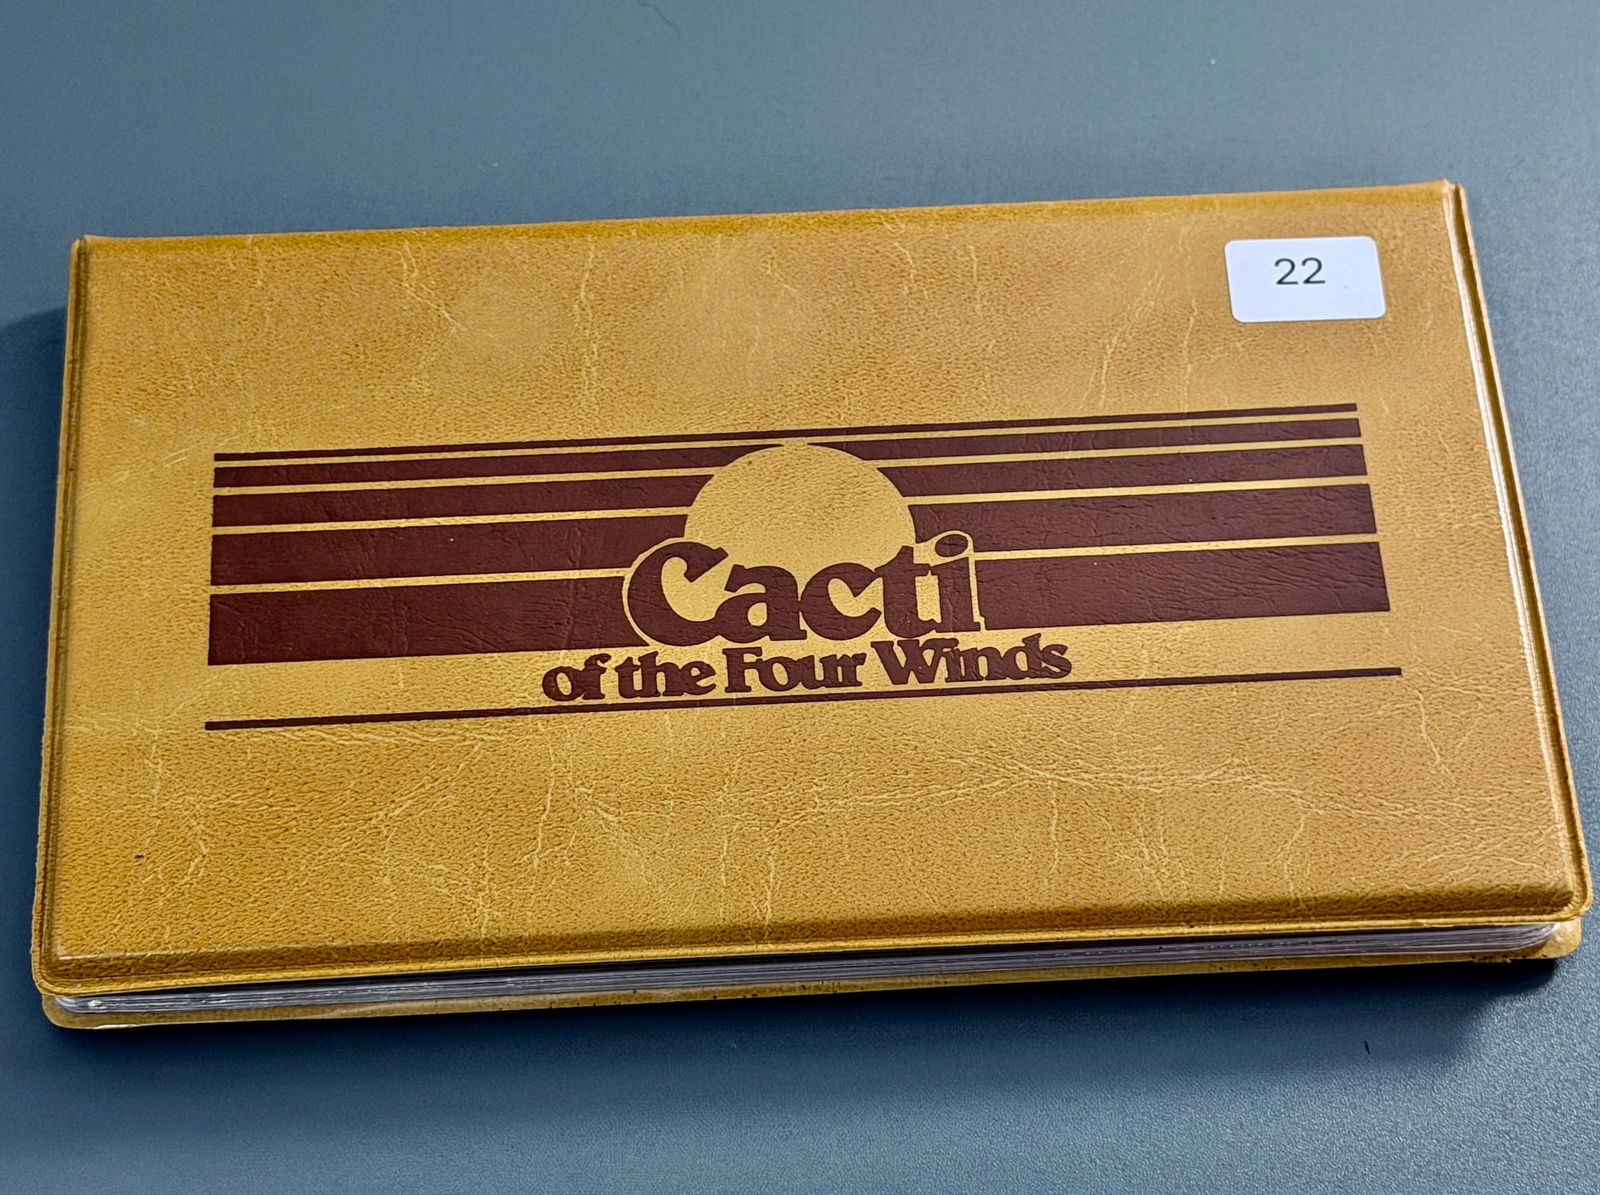 22
Cacti
of the Four Winds